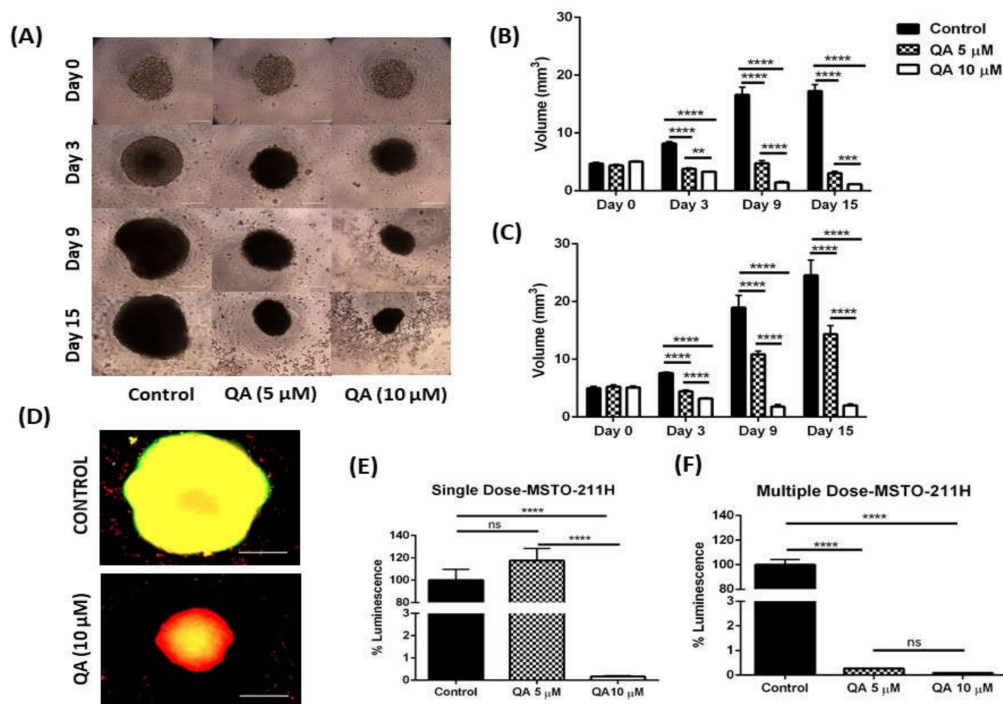 (A)
Day 0
Day 3
Day 9
Day 15
Control QA (5 µM) QA (10 µM)
(B)
Control
QA 5 µM
QA 10 µM
Volume (mm³)
30
20
10
0
**** **** ** ****
**** **** ****
**** **** ***
Day 0 Day 3 Day 9 Day 15
(C)
Volume (mm³)
30
20
10
0
**** **** ****
**** **** ****
**** **** ****
Day 0 Day 3 Day 9 Day 15
(D)
CONTROL
QA (10 µM)
(E)
Single Dose-MSTO-211H
****
ns
****
% Luminescence
140
120
100
80
3
2
1
0
Control QA 5 µM QA10 µM
(F)
Multiple Dose-MSTO-211H
****
****
ns
% Luminescence
120
100
80
3
2
1
0
Control QA 5 µM QA 10 µM